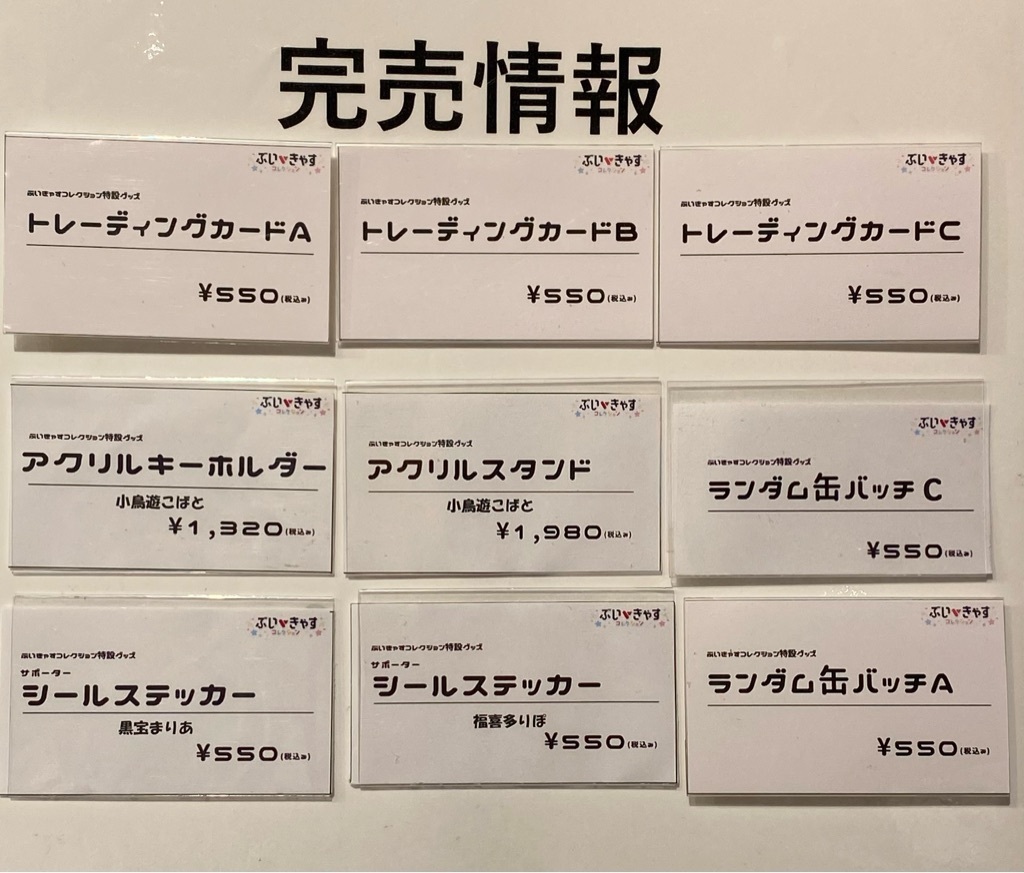 完売情報
ぶい♥きゃす
コレクション
ぶいきゃすコレクション特設グッズ
トレーディングカードA
¥550(税込み)
ぶい♥きゃす
コレクション
ぶいきゃすコレクション特設グッズ
トレーディングカードB
¥550(税込み)
ぶい♥きゃす
コレクション
ぶいきゃすコレクション特設グッズ
トレーディングカードC
¥550(税込み)
ぶい♥きゃす
コレクション
ぶいきゃすコレクション特設グッズ
アクリルキーホルダー
小鳥遊こばと
¥1,320(税込み)
ぶい♥きゃす
コレクション
ぶいきゃすコレクション特設グッズ
アクリルスタンド
小鳥遊こばと
¥1,980(税込み)
ぶい♥きゃす
コレクション
ぶいきゃすコレクション特設グッズ
ランダム缶バッチC
¥550(税込み)
ぶい♥きゃす
コレクション
ぶいきゃすコレクション特設グッズ
サポーター
シールステッカー
黒宝まりあ
¥550(税込み)
ぶい♥きゃす
コレクション
ぶいきゃすコレクション特設グッズ
サポーター
シールステッカー
福喜多りぼ
¥550(税込み)
ぶい♥きゃす
コレクション
ぶいきゃすコレクション特設グッズ
ランダム缶バッチA
¥550(税込み)